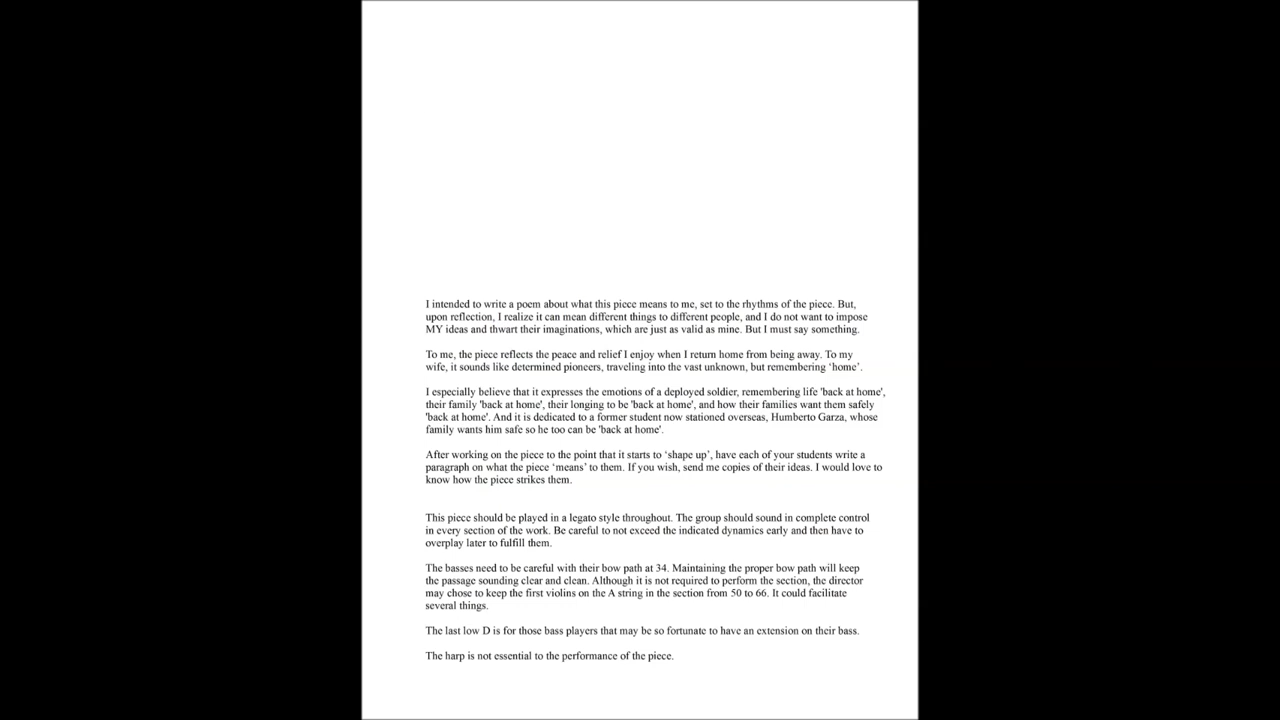 I intended to write a poem about what this piece means to me, set to the rhythms of the piece. But,
upon reflection, I realize it can mean different things to different people, and I do not want to impose
MY ideas and thwart their imaginations, which are just as valid as mine. But I must say something.
To me, the piece reflects the peace and relief I enjoy when I return home from being away. To my
wife, it sounds like determined pioneers, traveling into the vast unknown, but remembering ‘home’.
I especially believe that it expresses the emotions of a deployed soldier, remembering life 'back at home',
their family 'back at home', their longing to be 'back at home', and how their families want them safely
'back at home'. And it is dedicated to a former student now stationed overseas, Humberto Garza, whose
family wants him safe so he too can be 'back at home'.
After working on the piece to the point that it starts to ‘shape up’, have each of your students write a
paragraph on what the piece ‘means’ to them. If you wish, send me copies of their ideas. I would love to
know how the piece strikes them.
This piece should be played in a legato style throughout. The group should sound in complete control
in every section of the work. Be careful to not exceed the indicated dynamics early and then have to
overplay later to fulfill them.
The basses need to be careful with their bow path at 34. Maintaining the proper bow path will keep
the passage sounding clear and clean. Although it is not required to perform the section, the director
may chose to keep the first violins on the A string in the section from 50 to 66. It could facilitate
several things.
The last low D is for those bass players that may be so fortunate to have an extension on their bass.
The harp is not essential to the performance of the piece.